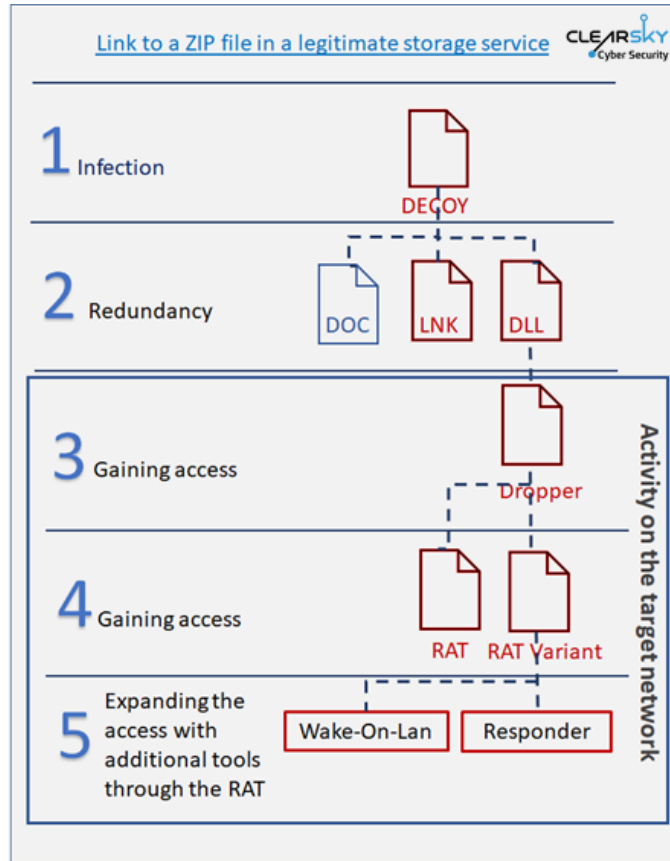 Link to a ZIP file in a legitimate storage service
CLEARSKY
Cyber Security
1 Infection
DECOY
2 Redundancy
DOC
LNK
DLL
3 Gaining access
Dropper
4 Gaining access
RAT
RAT Variant
5
Expanding the
access with
additional tools
through the RAT
Wake-On-Lan
Responder
Activity on the target network